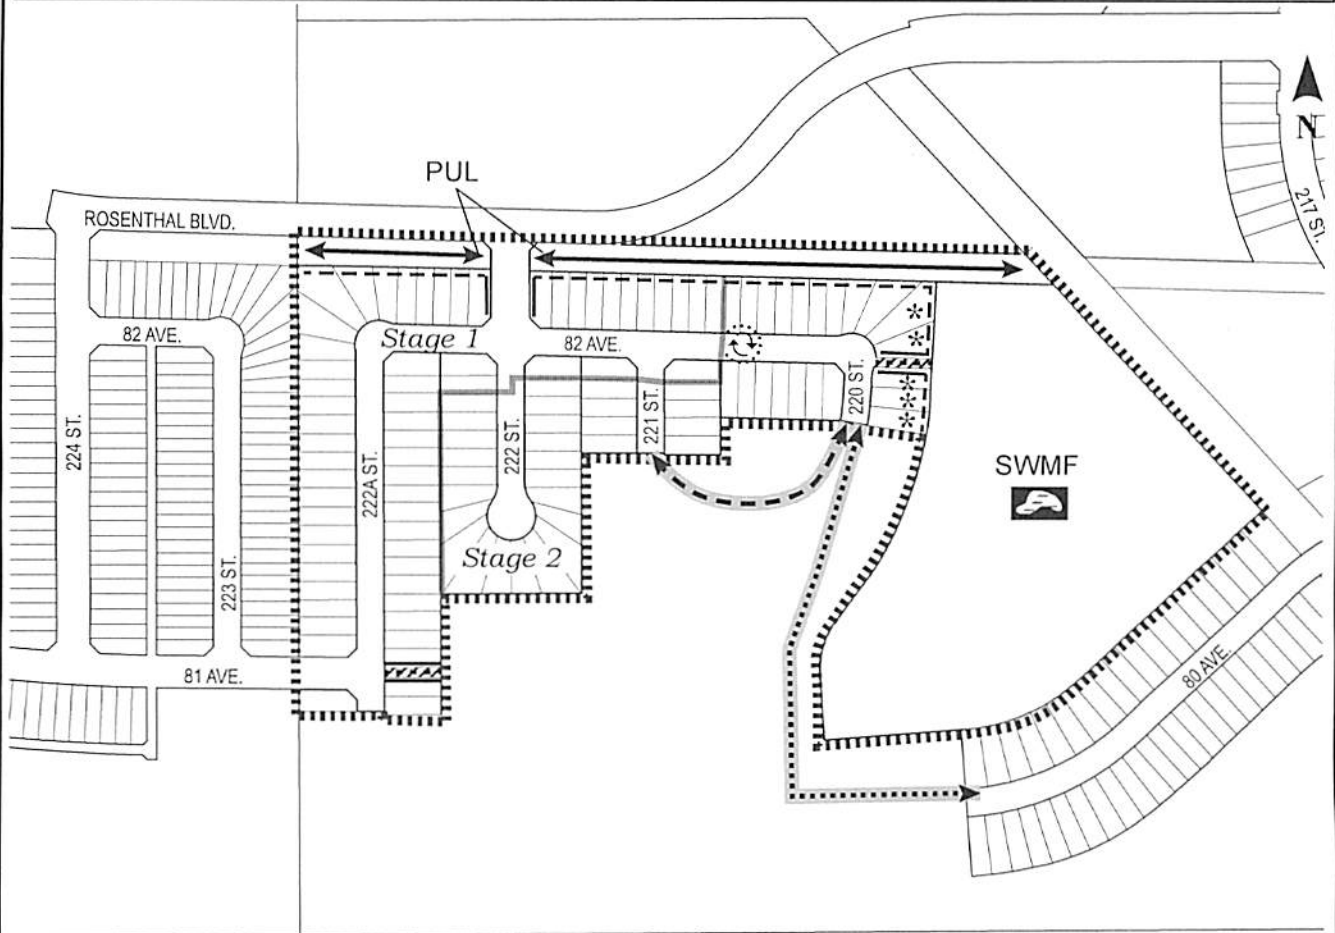 N
217 ST.
PUL
ROSENTHAL BLVD.
82 AVE.
Stage 1
82 AVE.
220 ST.
221 ST.
222 ST.
224 ST.
222A ST.
SWMF
Stage 2
223 ST.
81 AVE.
80 AVE.